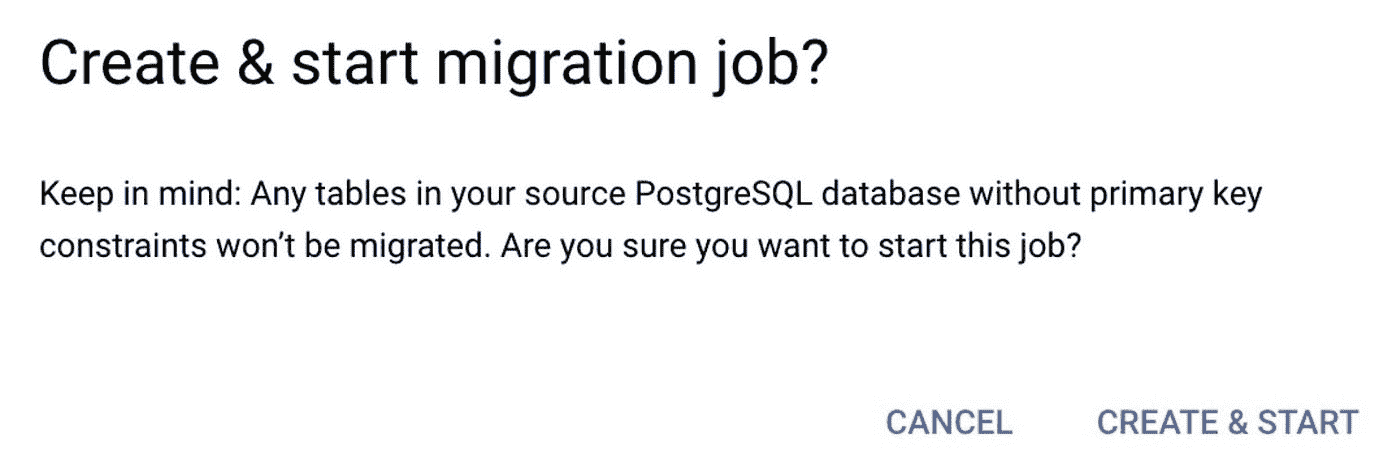 Create & start migration job?
Keep in mind: Any tables in your source PostgreSQL database without primary key
constraints won’t be migrated. Are you sure you want to start this job?
CANCEL CREATE & START